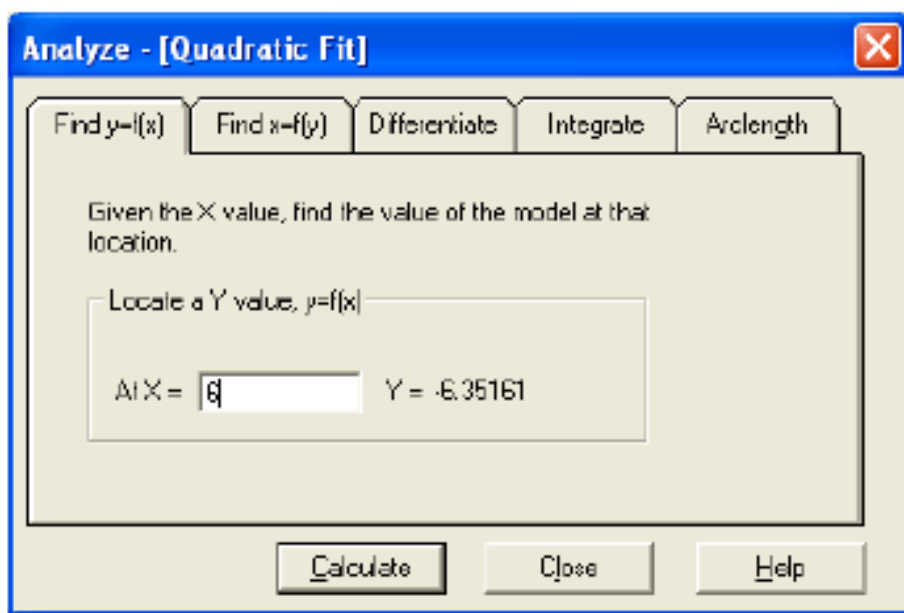 Analyze - [Quadratic Fit]
Find y=f(x) Find x=f(y) Differentiate Integrate Arclength
Given the X value, find the value of the model at that
location.
Locate a Y value, y=f(x)
At X = 6 Y = -6.35161
Calculate Close Help